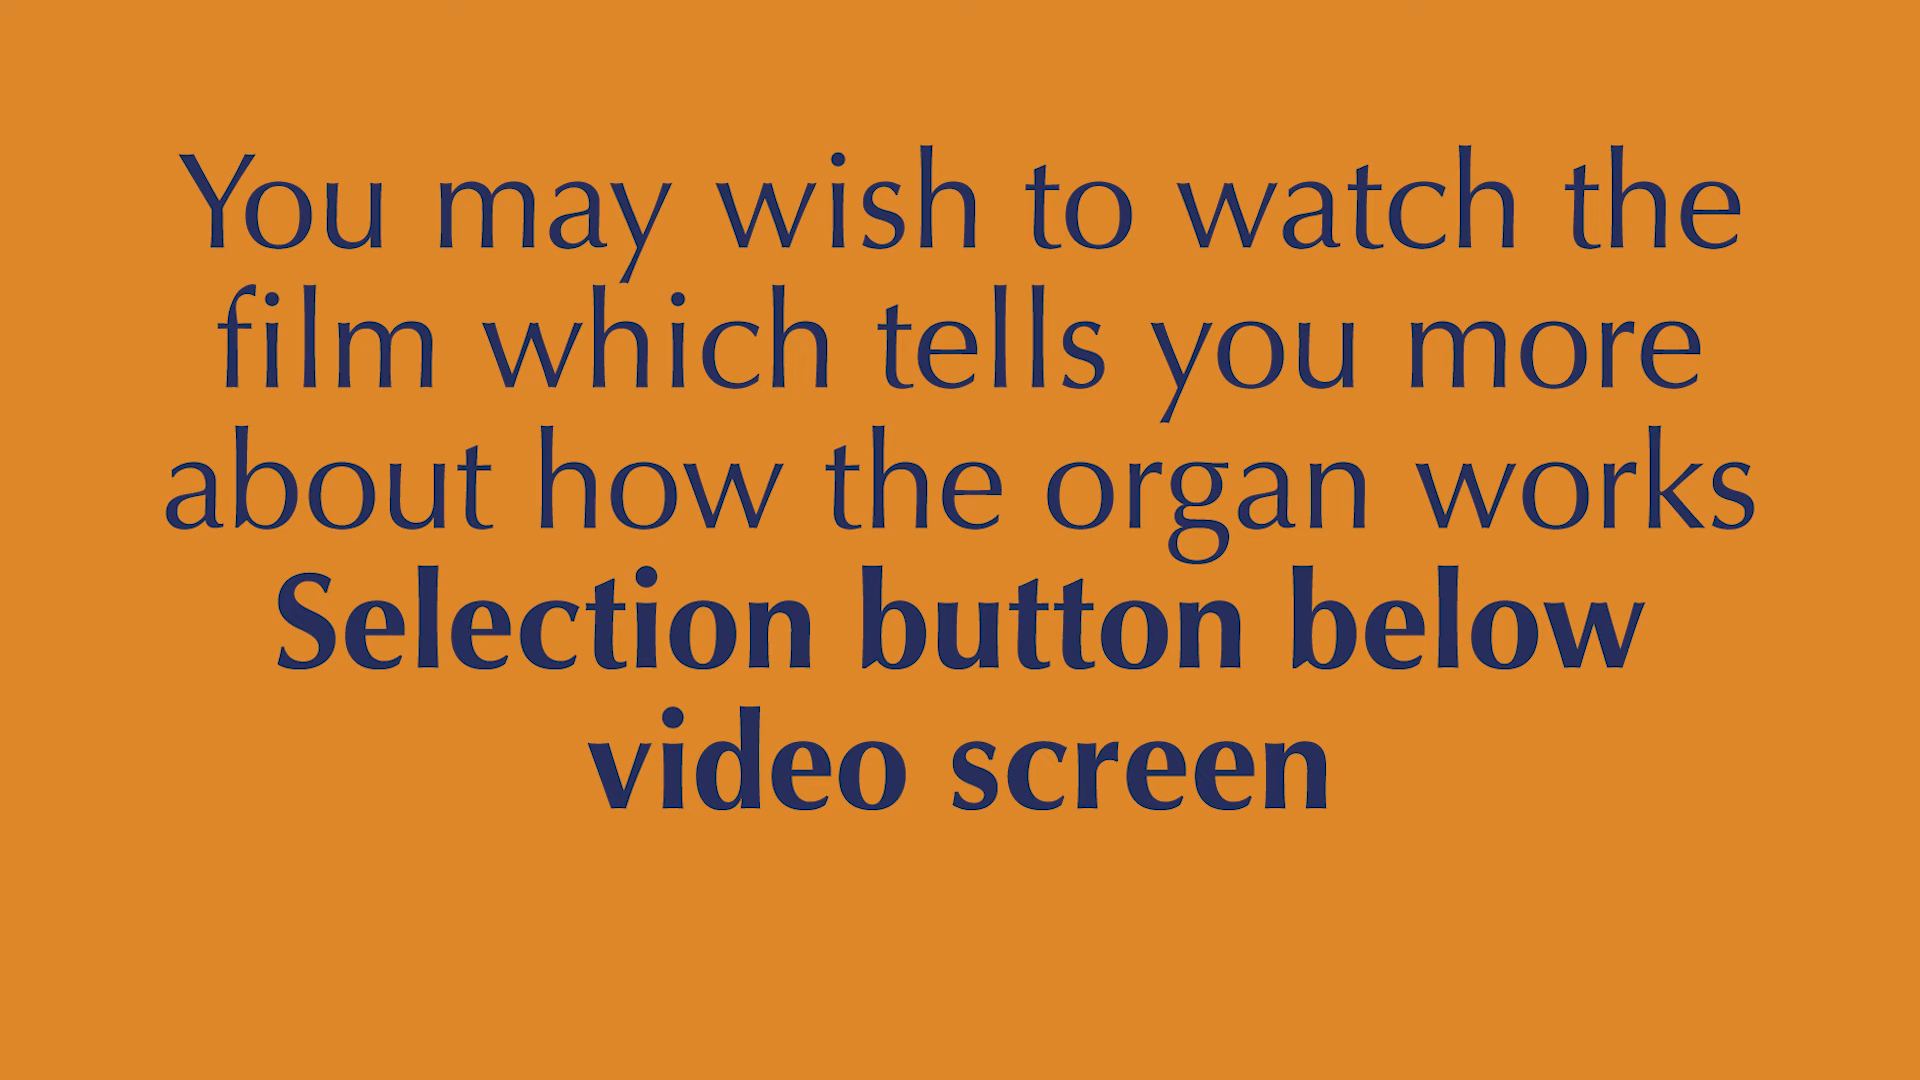 You may wish to watch the
film which tells you more
about how the organ works
Selection button below
video screen